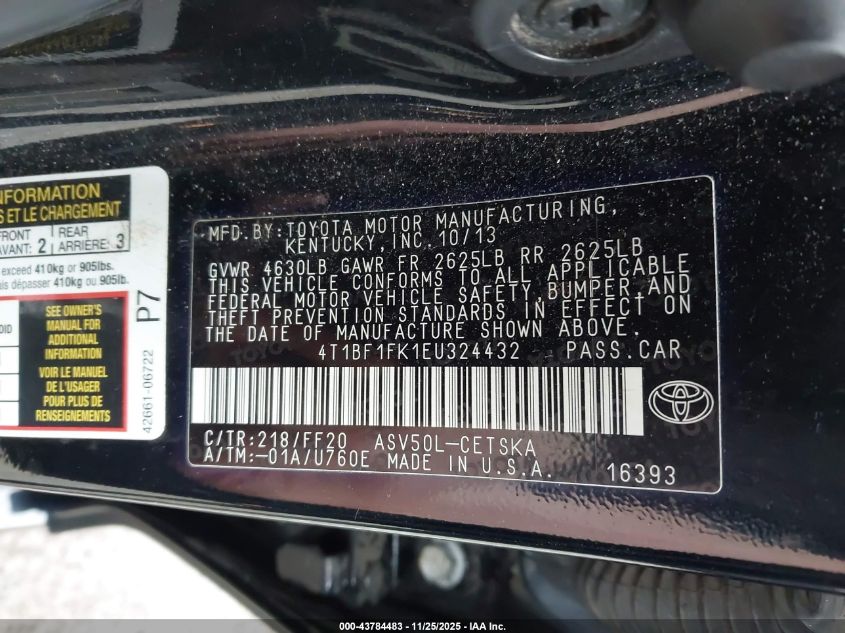 INFORMATION
S ET LE CHARGEMENT
FRONT
AVANT: 2
REAR
ARRIÈRE: 3
exceed 410kg or 905lbs.
ais dépasser 410kg ou 905lb.
P7
SEE OWNER'S
MANUAL FOR
ADDITIONAL
INFORMATION
VOIR LE MANUEL
DE L'USAGER
POUR PLUS DE
RENSEIGNEMENTS
42661-06722
MFD.BY:TOYOTA MOTOR MANUFACTURING,
KENTUCKY, INC.10/13
GVWR 4630LB GAWR FR 2625LB RR 2625LB
THIS VEHICLE CONFORMS TO ALL APPLICABLE
FEDERAL MOTOR VEHICLE SAFETY, BUMPER, AND
THEFT PREVENTION STANDARDS IN EFFECT ON
THE DATE OF MANUFACTURE SHOWN ABOVE.
4T1BF1FK1EU324432 PASS.CAR
C/TR:218/FF20 ASV50L-CETSKA
A/TM:-01A/U760E MADE IN U.S.A.
16393
000-43784483 - 11/25/2025 - IAA Inc.